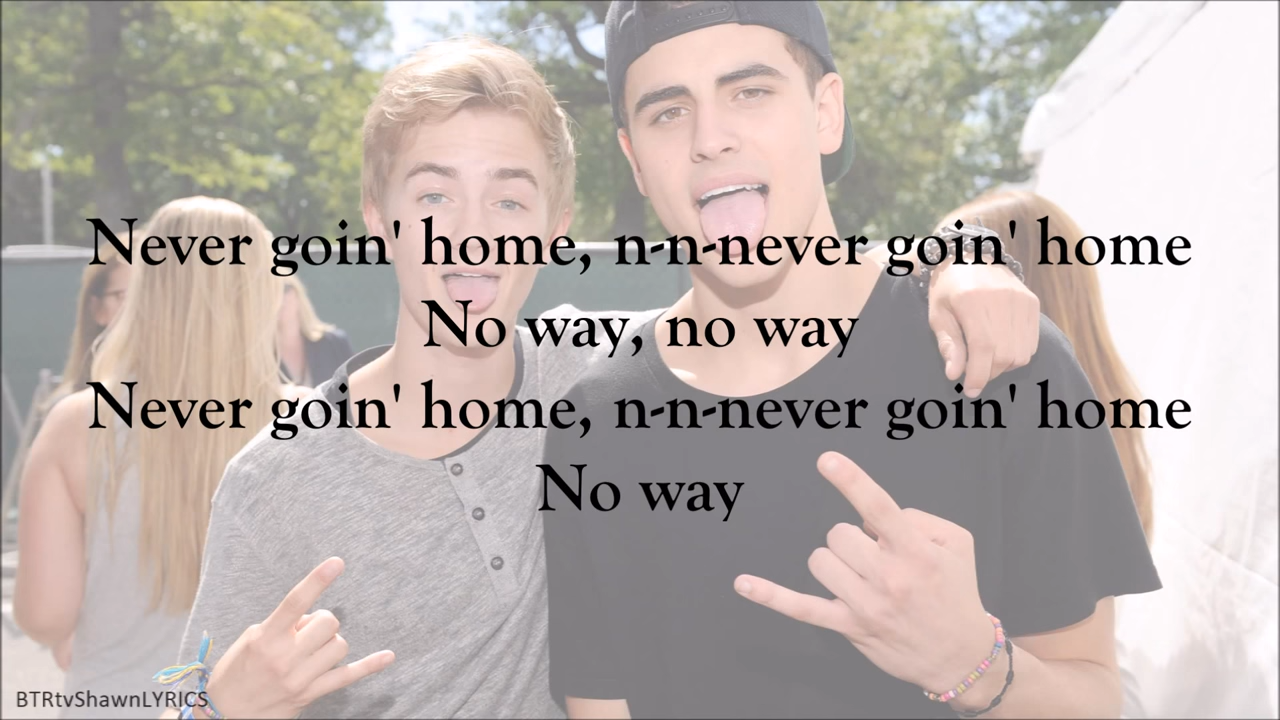 Never goin' home, n-n-never goin' home
No way, no way
Never goin' home, n-n-never goin' home
No way
BTRtvShawnLYRICS